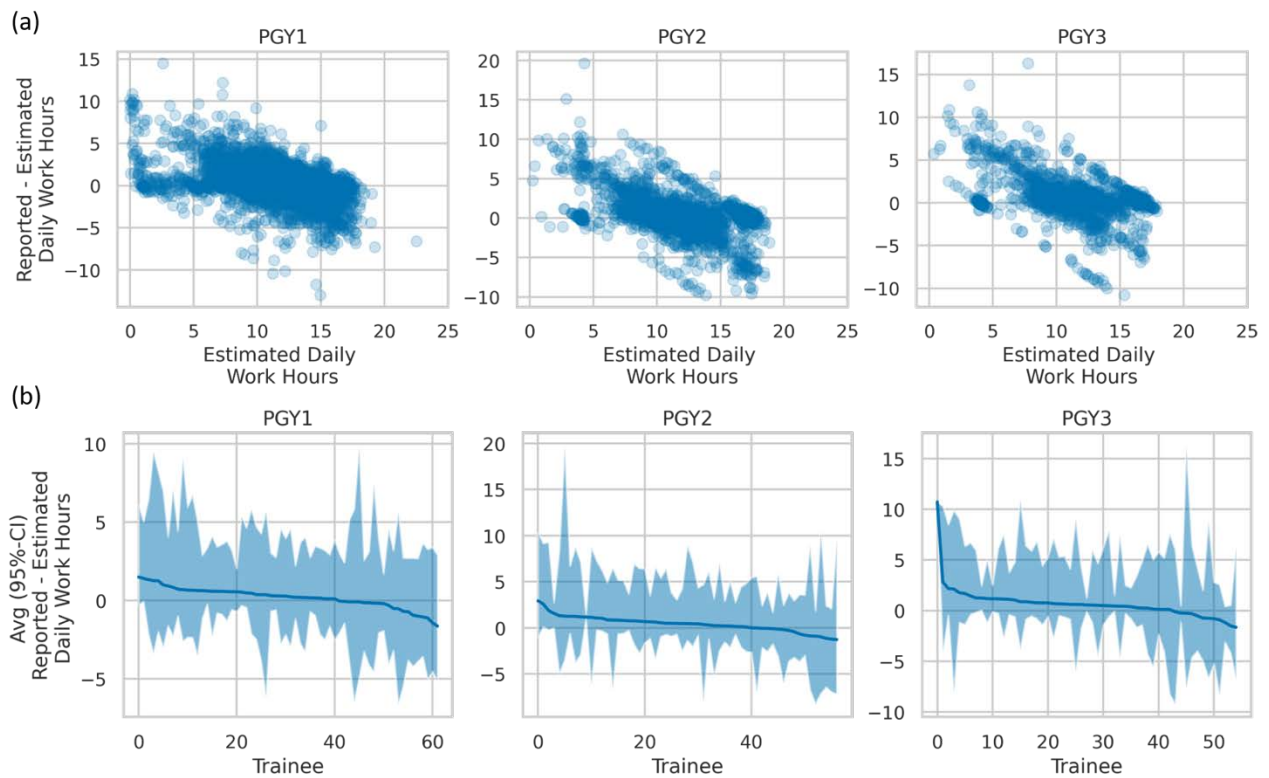 (a)
PGY1
PGY2
PGY3
Reported - Estimated
Daily Work Hours
15
10
5
0
−5
−10
20
15
10
5
0
−5
−10
15
10
5
0
−5
−10
0 5 10 15 20 25
0 5 10 15 20 25
0 5 10 15 20 25
Estimated Daily
Work Hours
Estimated Daily
Work Hours
Estimated Daily
Work Hours
(b)
PGY1
PGY2
PGY3
Avg (95%-CI)
Reported - Estimated
Daily Work Hours
10
5
0
−5
20
15
10
5
0
−5
15
10
5
0
−5
−10
0 20 40 60
0 20 40
0 10 20 30 40 50
Trainee
Trainee
Trainee